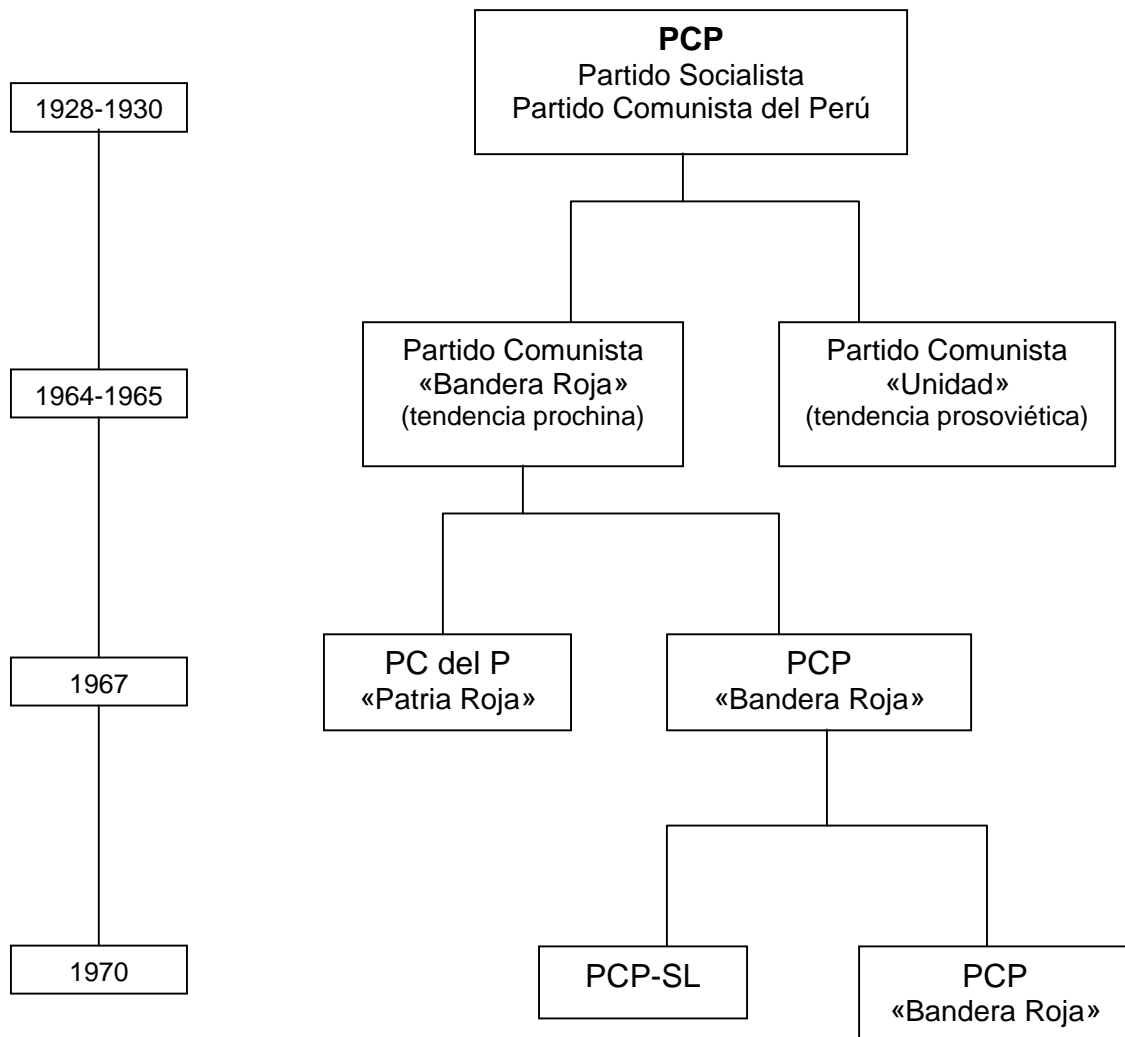 PCP
Partido Socialista
Partido Comunista del Perú
1928-1930
Partido Comunista
«Bandera Roja»
(tendencia prochina)
Partido Comunista
«Unidad»
(tendencia prosoviética)
1964-1965
PC del P
«Patria Roja»
PCP
«Bandera Roja»
1967
PCP-SL
PCP
«Bandera Roja»
1970